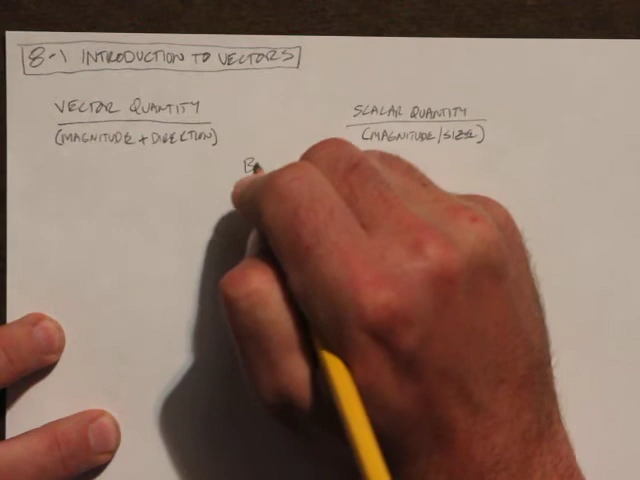 8-1 INTRODUCTION TO VECTORS
VECTOR QUANTITY
(MAGNITUDE + DIRECTION)
SCALAR QUANTITY
(MAGNITUDE/SIZE)
B